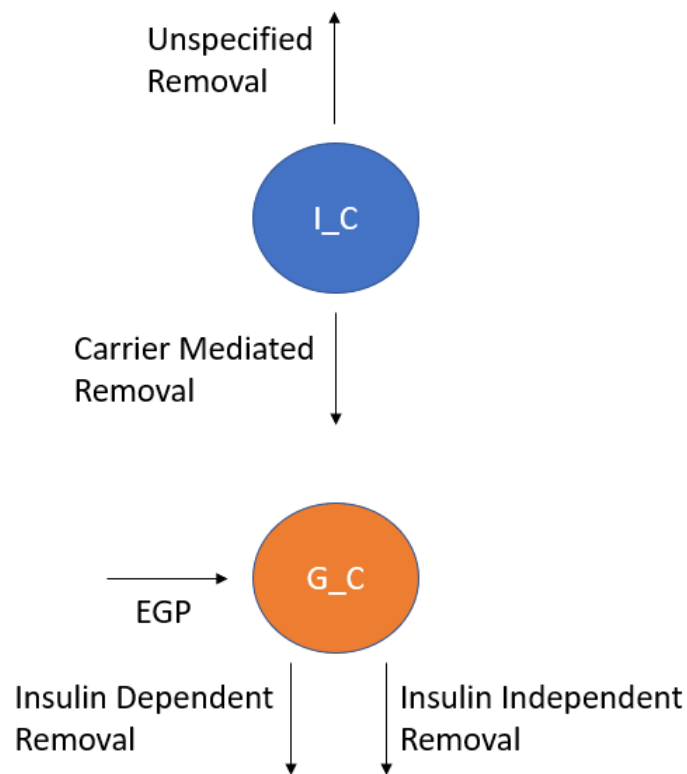 Unspecified
Removal
I_C
Carrier Mediated
Removal
G_C
EGP
Insulin Dependent
Removal
Insulin Independent
Removal